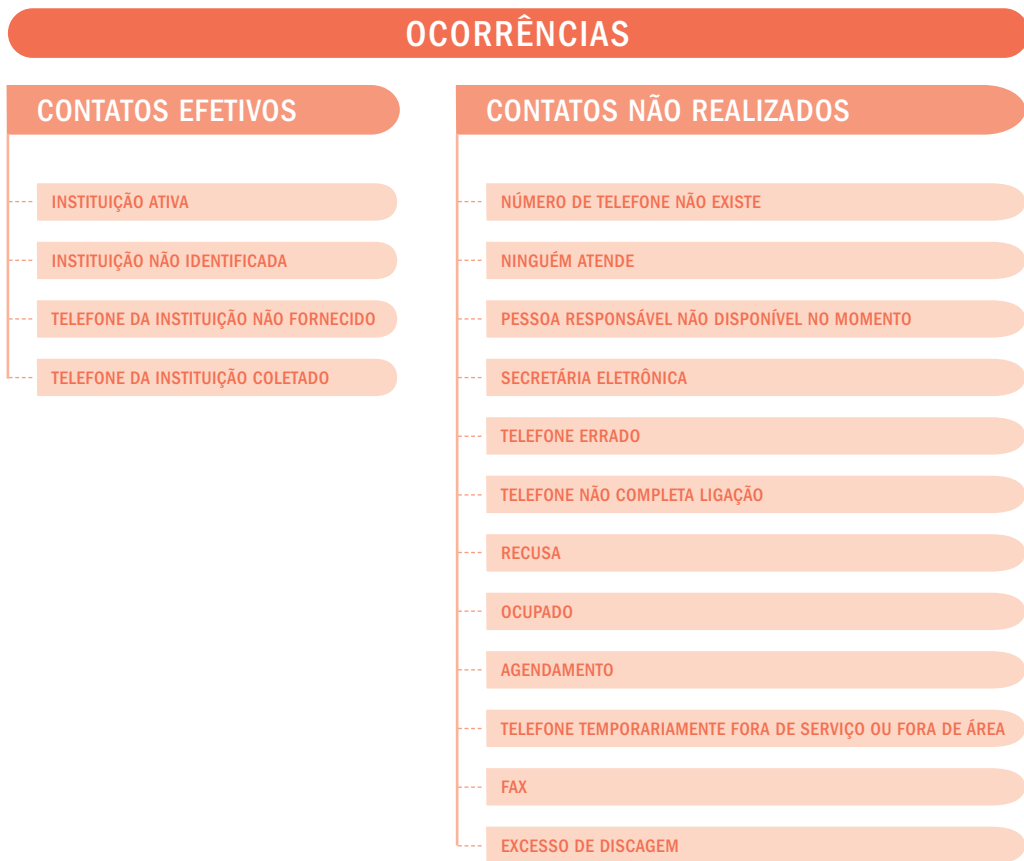 OCORRÊNCIAS
CONTATOS EFETIVOS
INSTITUIÇÃO ATIVA
INSTITUIÇÃO NÃO IDENTIFICADA
TELEFONE DA INSTITUIÇÃO NÃO FORNECIDO
TELEFONE DA INSTITUIÇÃO COLETADO
CONTATOS NÃO REALIZADOS
NÚMERO DE TELEFONE NÃO EXISTE
NINGUÉM ATENDE
PESSOA RESPONSÁVEL NÃO DISPONÍVEL NO MOMENTO
SECRETÁRIA ELETRÔNICA
TELEFONE ERRADO
TELEFONE NÃO COMPLETA LIGAÇÃO
RECUSA
OCUPADO
AGENDAMENTO
TELEFONE TEMPORARIAMENTE FORA DE SERVIÇO OU FORA DE ÁREA
FAX
EXCESSO DE DISCAGEM